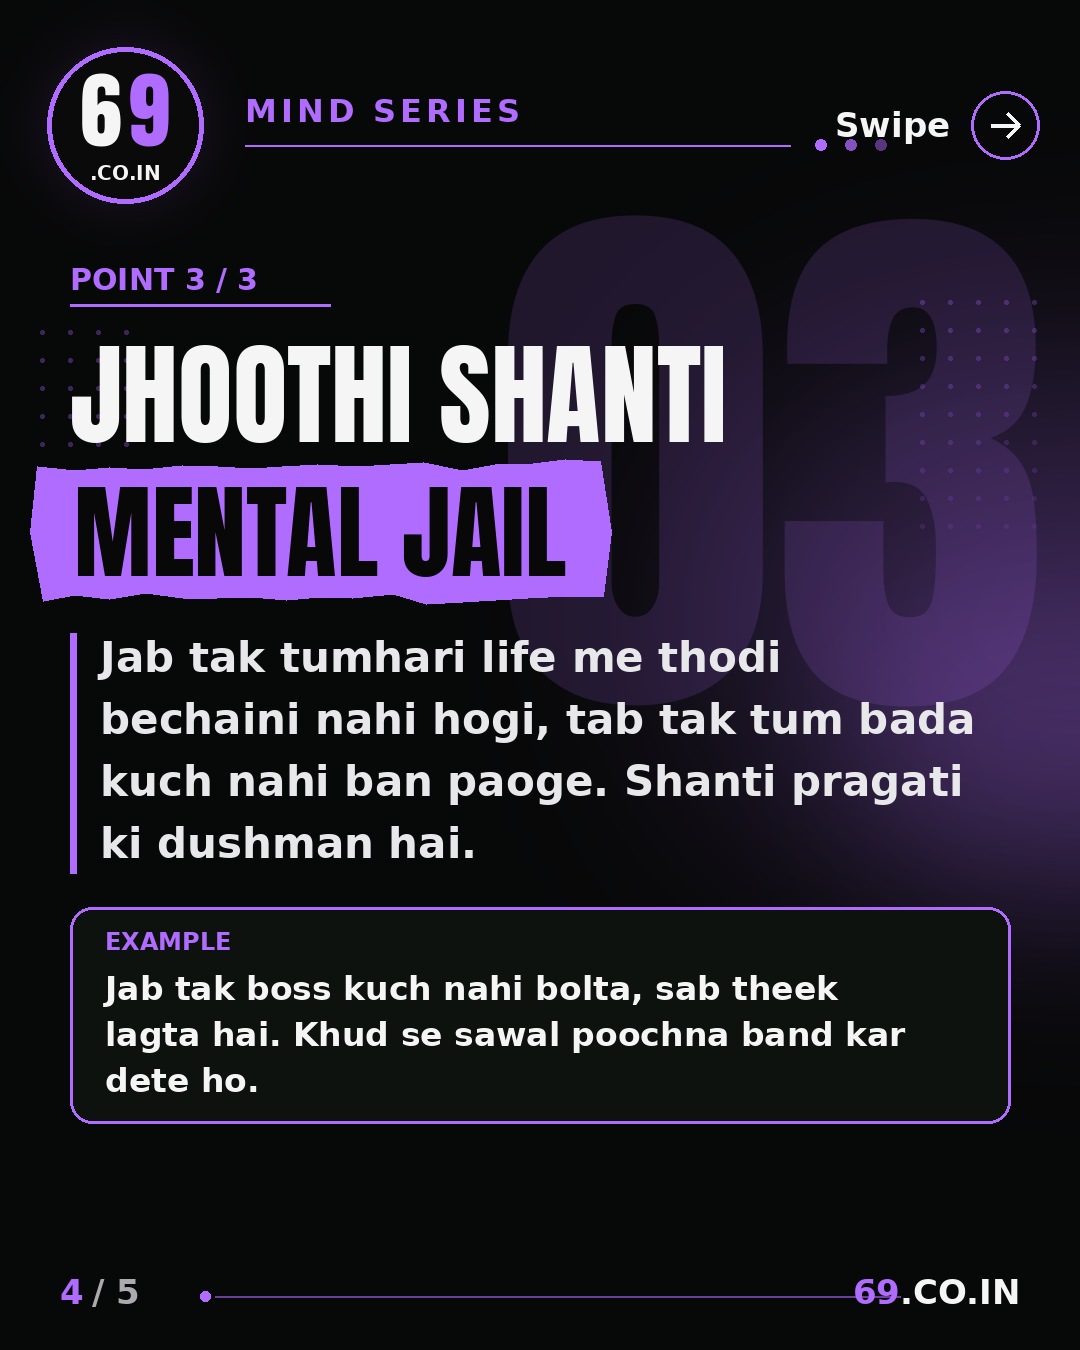 69
.CO.IN
MIND SERIES
Swipe
03
POINT 3 / 3
JHOOTHI SHANTI
MENTAL JAIL
Jab tak tumhari life me thodi
bechaini nahi hogi, tab tak tum bada
kuch nahi ban paoge. Shanti pragati
ki dushman hai.
EXAMPLE
Jab tak boss kuch nahi bolta, sab theek
lagta hai. Khud se sawal poochna band kar
dete ho.
4 / 5
69.CO.IN